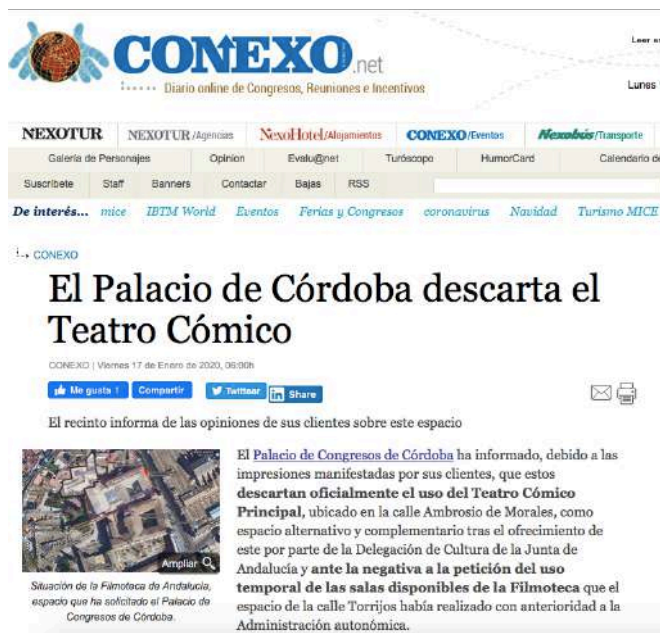 CONEXO.net
Diario online de Congresos, Reuniones e Incentivos
Leer
Lunes
NEXOTUR NEXOTUR/Agencias NexoHotel/Alojamientos CONEXO/Eventos Nexobús/Transporte
Galería de Personajes Opinion Evalu@net Turóscopo HumorCard Calendario de
Suscríbete Staff Banners Contactar Bajas RSS
De interés... mice IBTM World Eventos Ferias y Congresos coronavirus Navidad Turismo MICE
CONEXO
El Palacio de Córdoba descarta el
Teatro Cómico
CONEXO | Viernes 17 de Enero de 2020, 06:00h
Me gusta 1 Compartir Twittear in Share
El recinto informa de las opiniones de sus clientes sobre este espacio
Ampliar
Situación de la Filmoteca de Andalucía,
espacio que ha solicitado el Palacio de
Congresos de Córdoba.
El Palacio de Congresos de Córdoba ha informado, debido a las
impresiones manifestadas por sus clientes, que estos
descartan oficialmente el uso del Teatro Cómico
Principal, ubicado en la calle Ambrosio de Morales, como
espacio alternativo y complementario tras el ofrecimiento de
este por parte de la Delegación de Cultura de la Junta de
Andalucía y ante la negativa a la petición del uso
temporal de las salas disponibles de la Filmoteca que el
espacio de la calle Torrijos había realizado con anterioridad a la
Administración autonómica.